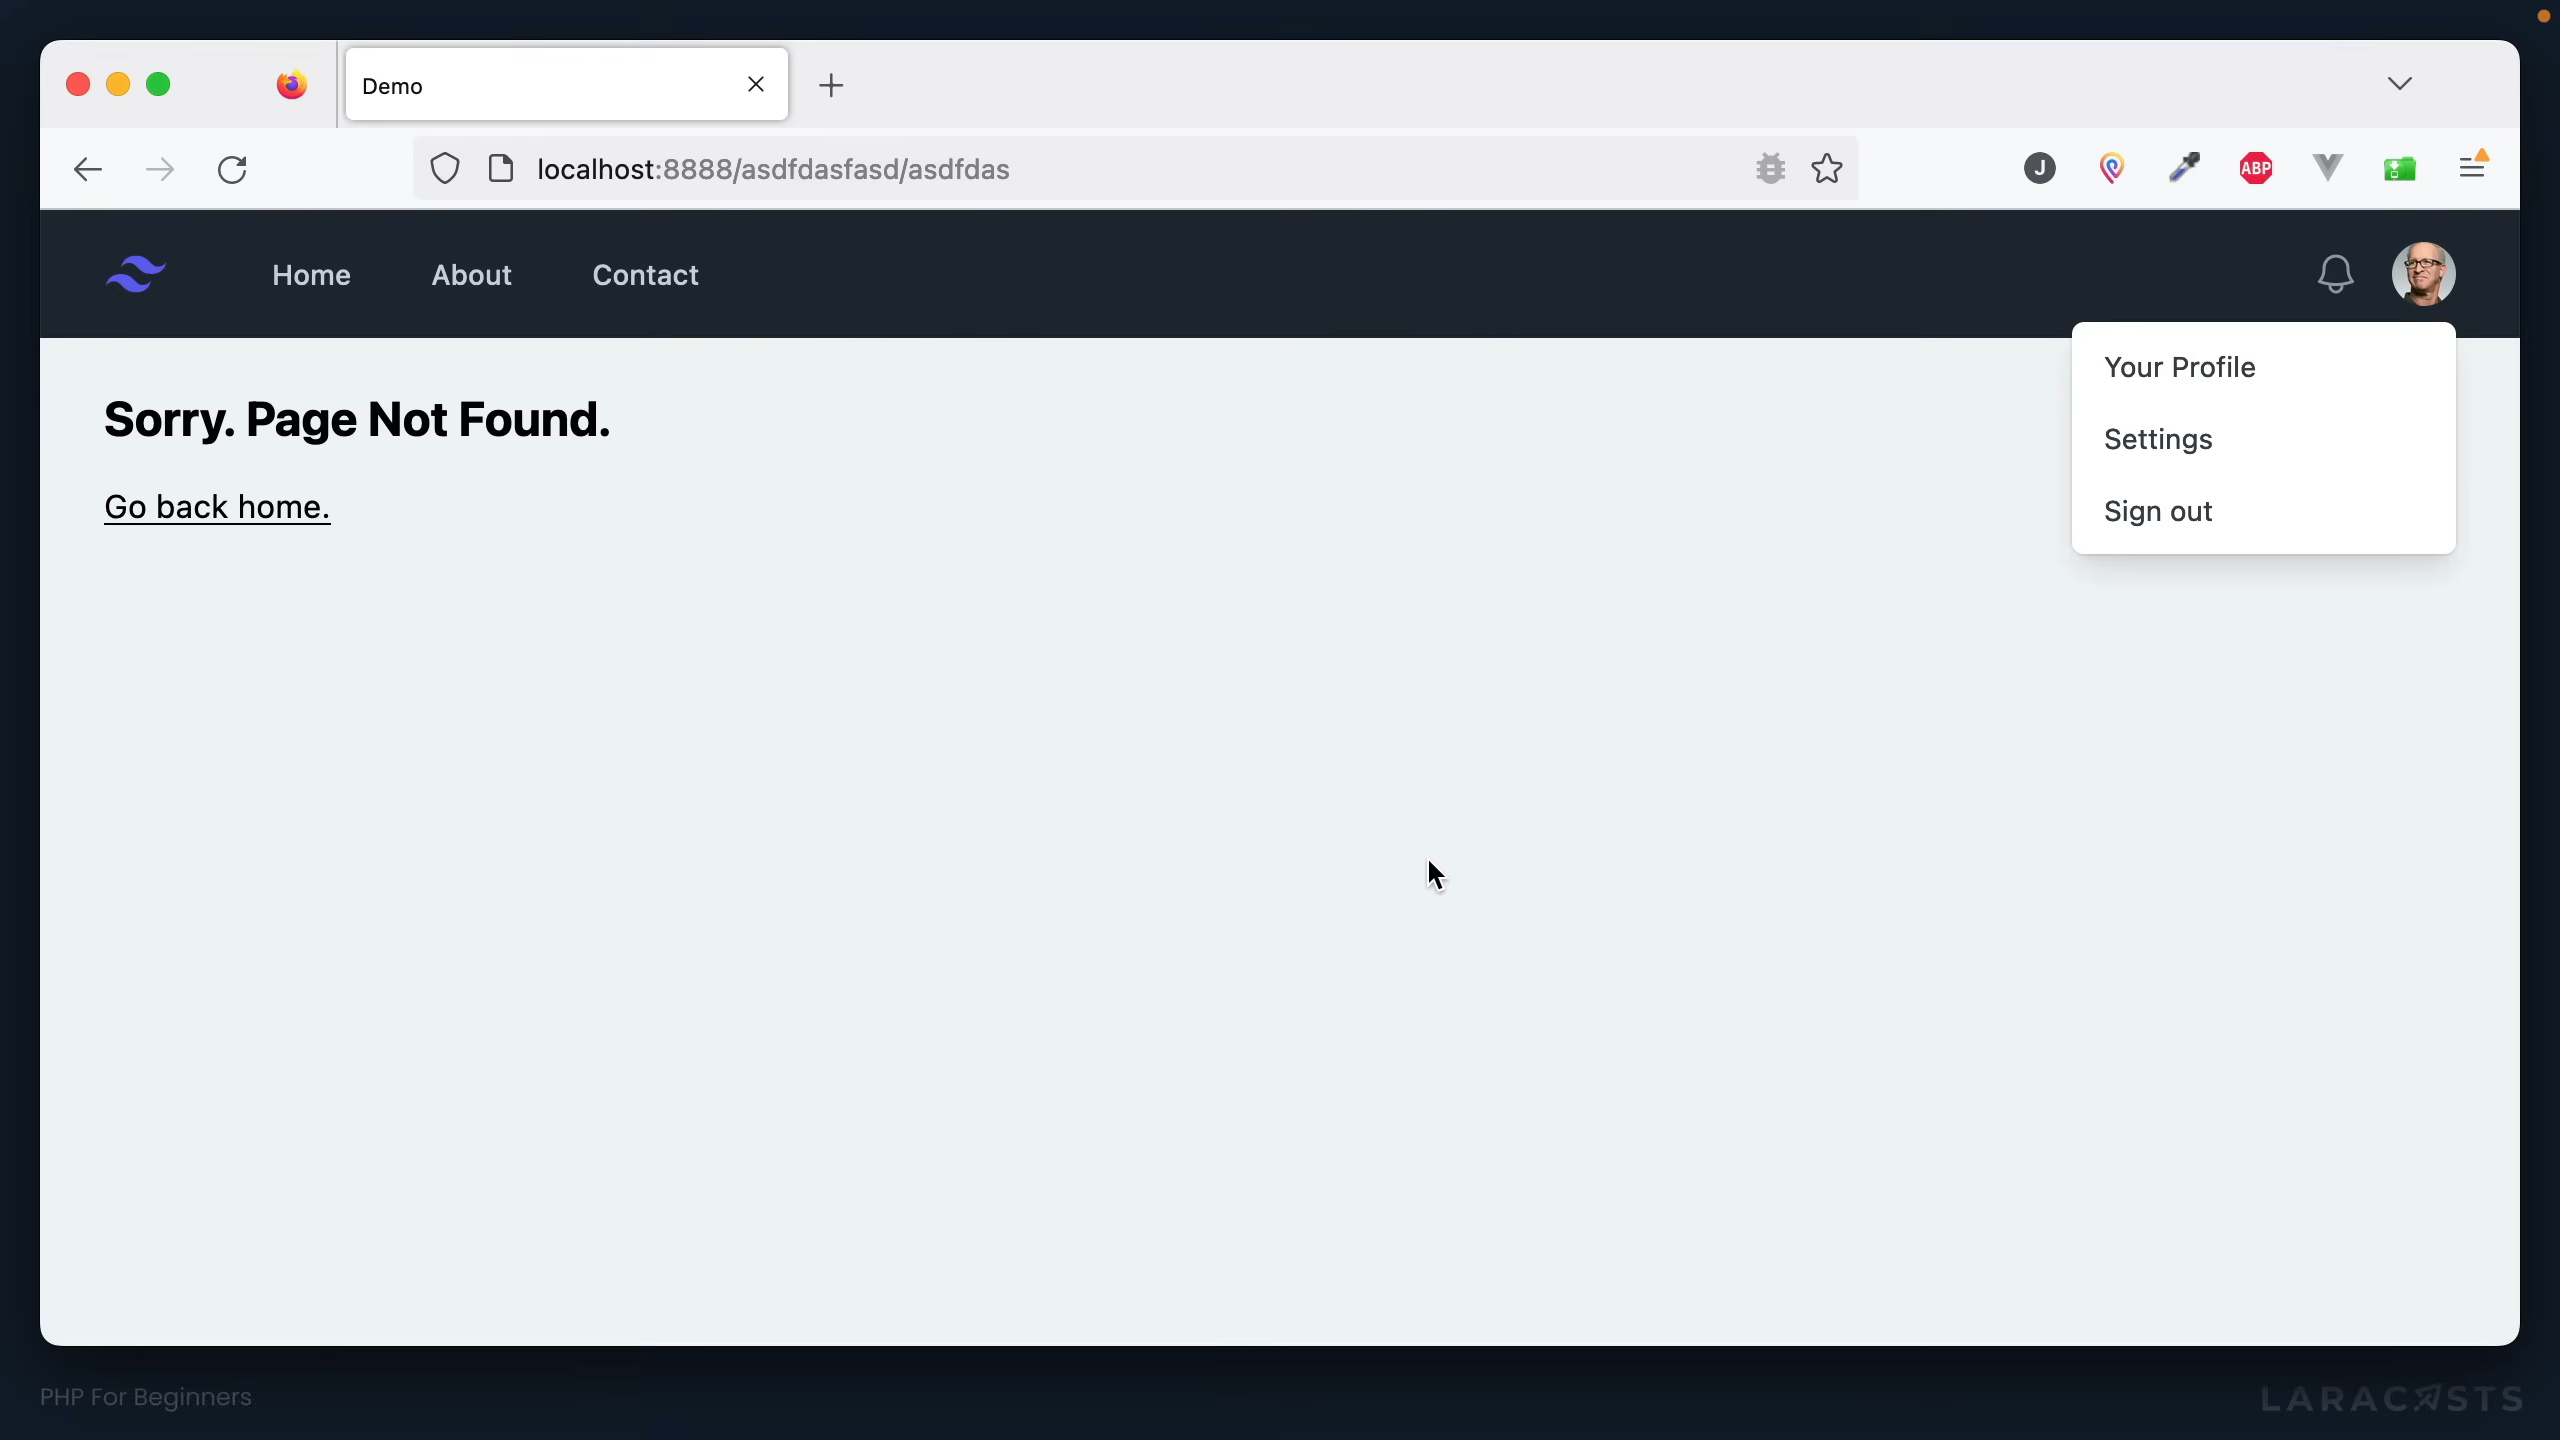 Demo
localhost:8888/asdfdasfasd/asdfdas
J
ABP
Home
About
Contact
Your Profile
Sorry. Page Not Found.
Settings
Go back home.
Sign out
PHP For Beginners
LARACASTS